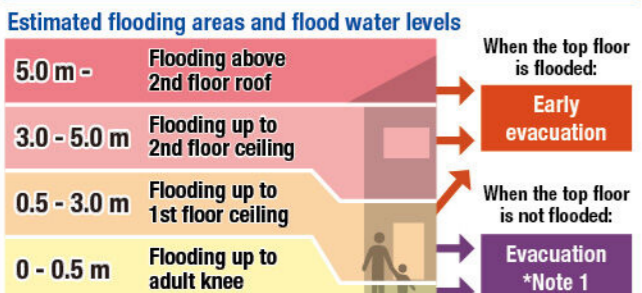 Estimated flooding areas and flood water levels
5.0 m -
Flooding above
2nd floor roof
3.0 - 5.0 m
Flooding up to
2nd floor ceiling
0.5 - 3.0 m
Flooding up to
1st floor ceiling
0 - 0.5 m
Flooding up to
adult knee
When the top floor
is flooded:
Early
evacuation
When the top floor
is not flooded:
Evacuation
*Note 1